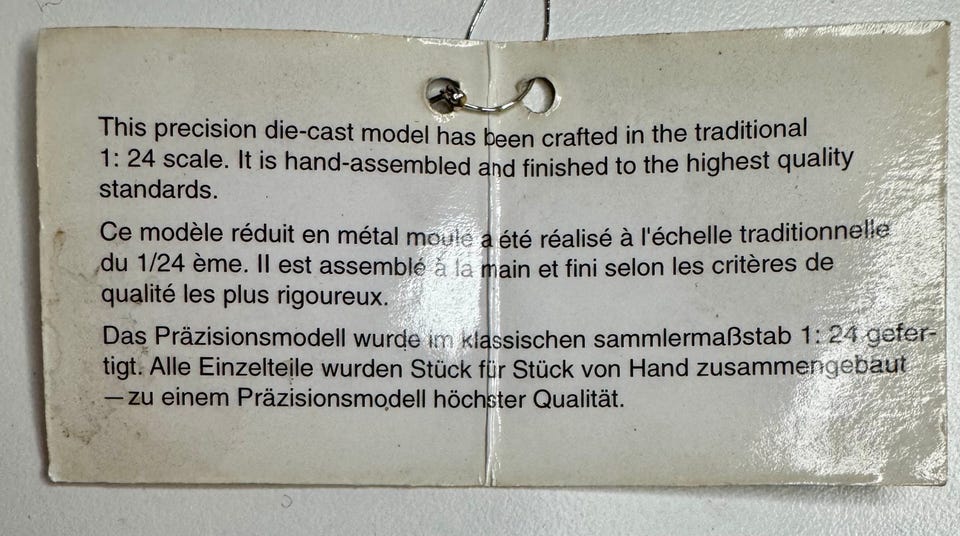 This precision die-cast model has been crafted in the traditional
1: 24 scale. It is hand-assembled and finished to the highest quality
standards.
Ce modèle réduit en métal moulé a été réalisé à l'échelle traditionnelle
du 1/24 ème. Il est assemblé à la main et fini selon les critères de
qualité les plus rigoureux.
Das Präzisionsmodell wurde im klassischen sammlermaßstab 1: 24 gefer-
tigt. Alle Einzelteile wurden Stück für Stück von Hand zusammengebaut
—zu einem Präzisionsmodell höchster Qualität.